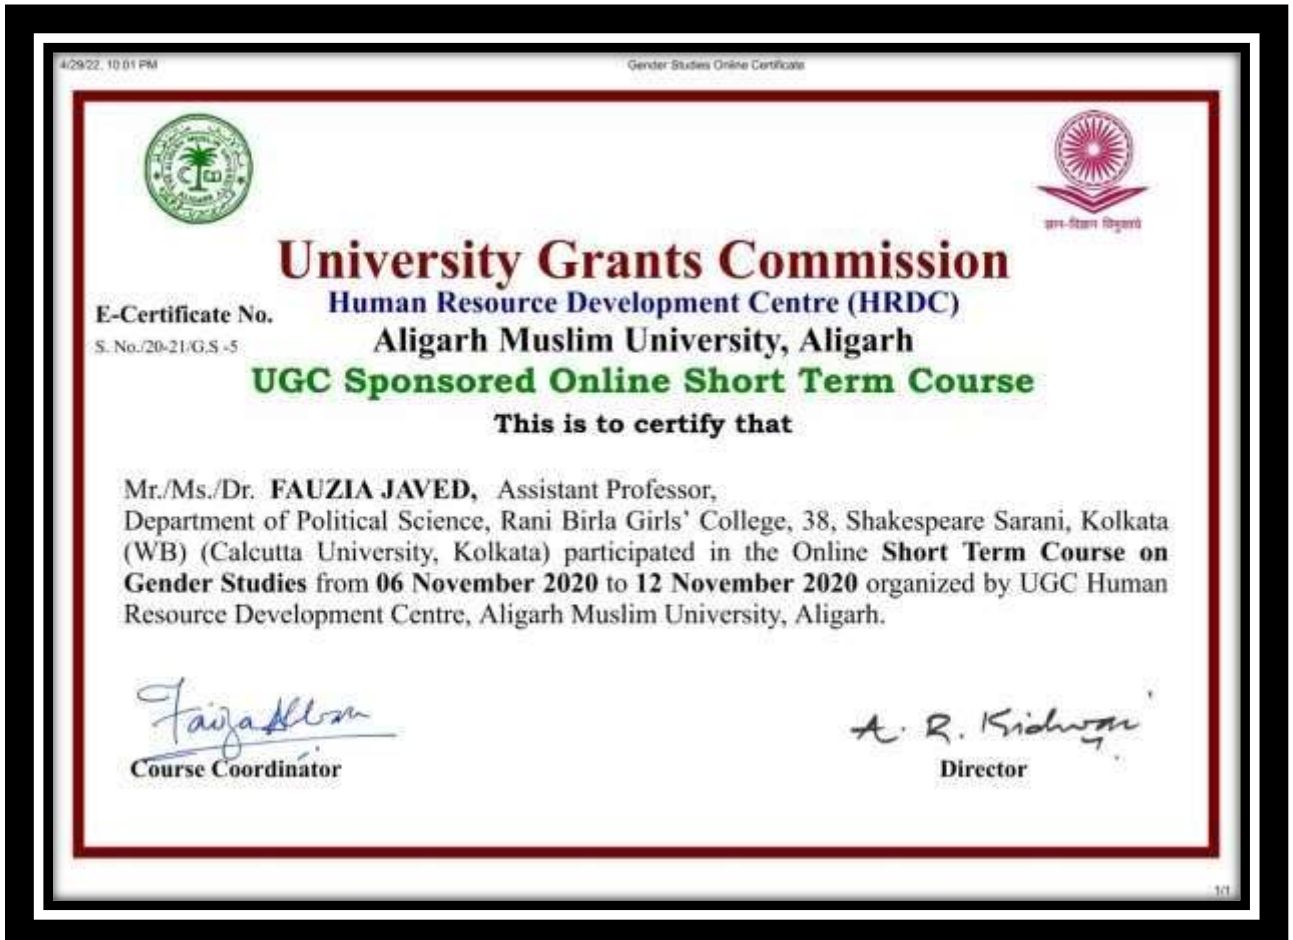 4/29/22, 10:01 PM
Gender Studies Online Certificate
ज्ञान-विज्ञान विमुक्तये
University Grants Commission
Human Resource Development Centre (HRDC)
E-Certificate No.
Aligarh Muslim University, Aligarh
S. No./20-21/G.S -5
UGC Sponsored Online Short Term Course
This is to certify that
Mr./Ms./Dr. FAUZIA JAVED, Assistant Professor,
Department of Political Science, Rani Birla Girls’ College, 38, Shakespeare Sarani, Kolkata
(WB) (Calcutta University, Kolkata) participated in the Online Short Term Course on
Gender Studies from 06 November 2020 to 12 November 2020 organized by UGC Human
Resource Development Centre, Aligarh Muslim University, Aligarh.
Faiza
A. R. Kidwai
Course Coordinator
Director
1/1